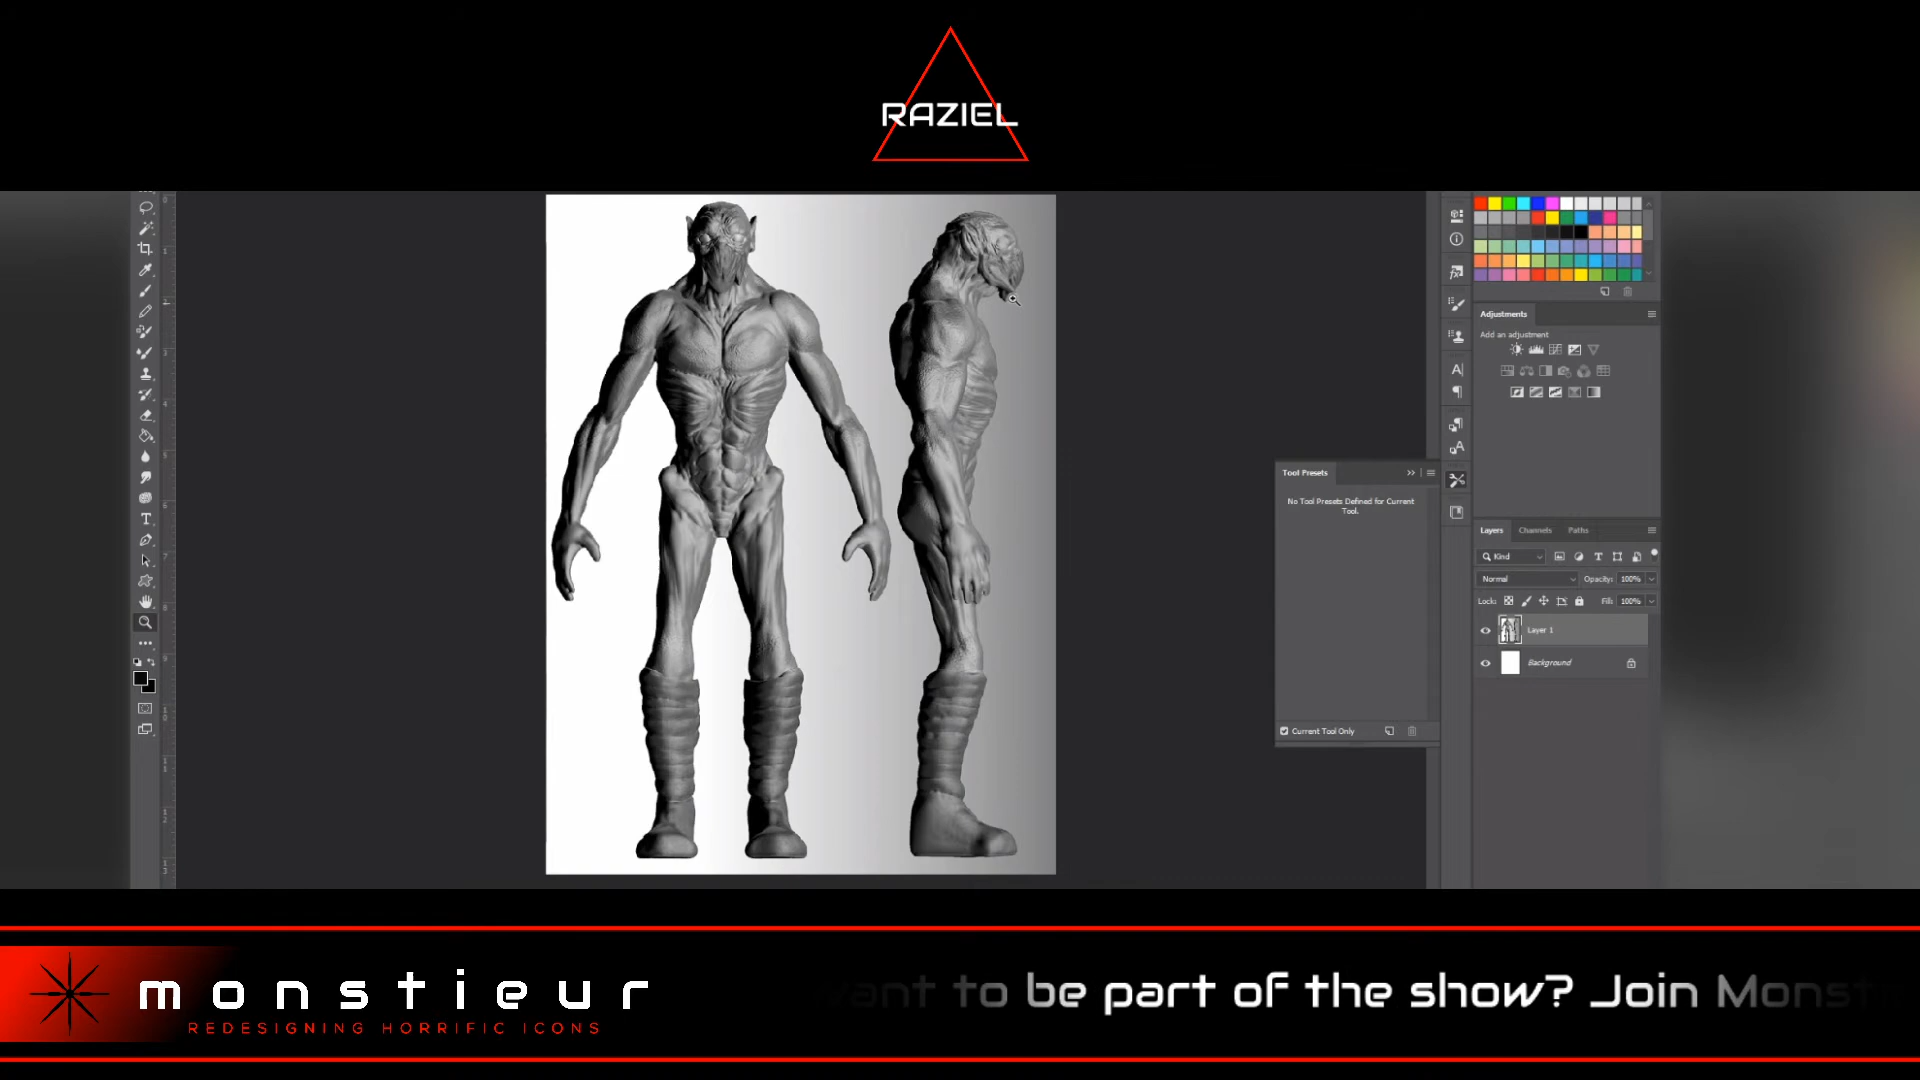 RAZIEL
Adjustments
Add an adjustment
Tool Presets
No Tool Presets Defined for Current
Tool.
Current Tool Only
Layers Channels Paths
Kind
Normal Opacity: 100%
Lock: Fill: 100%
Layer 1
Background
monstieur
REDESIGNING HORRIFIC ICONS
want to be part of the show? Join Monst